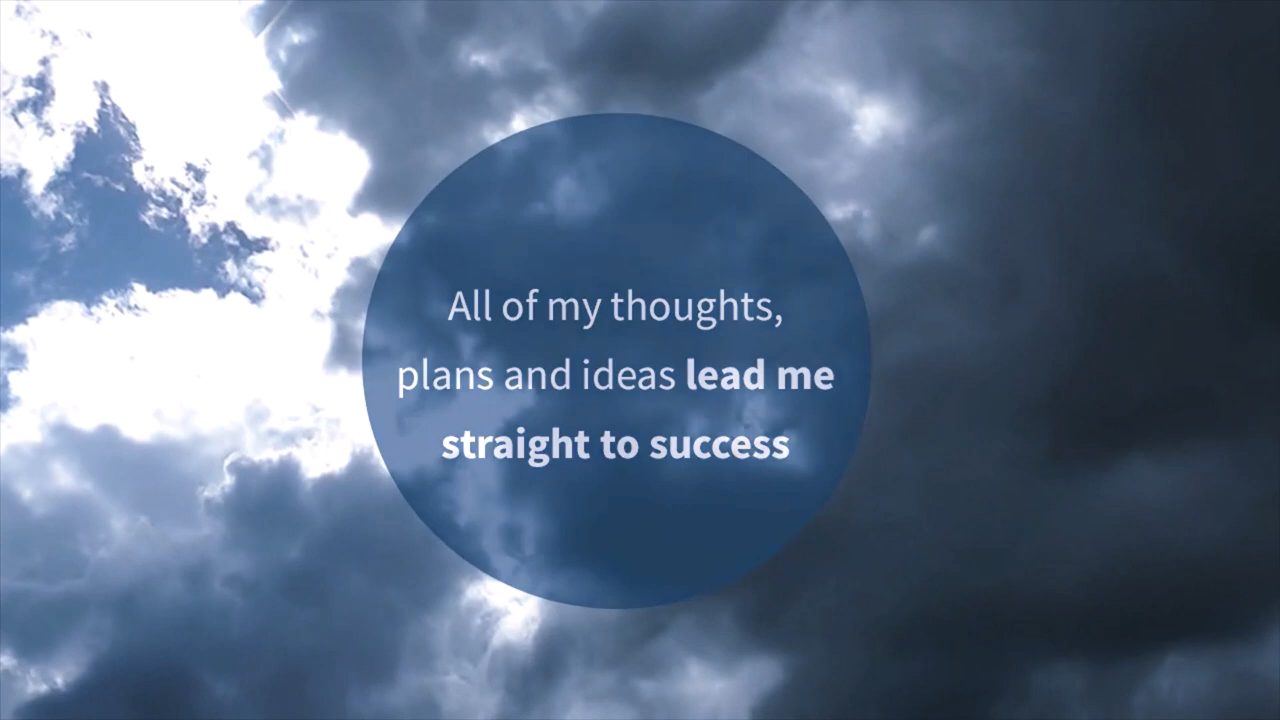 All of my thoughts,
plans and ideas lead me
straight to success